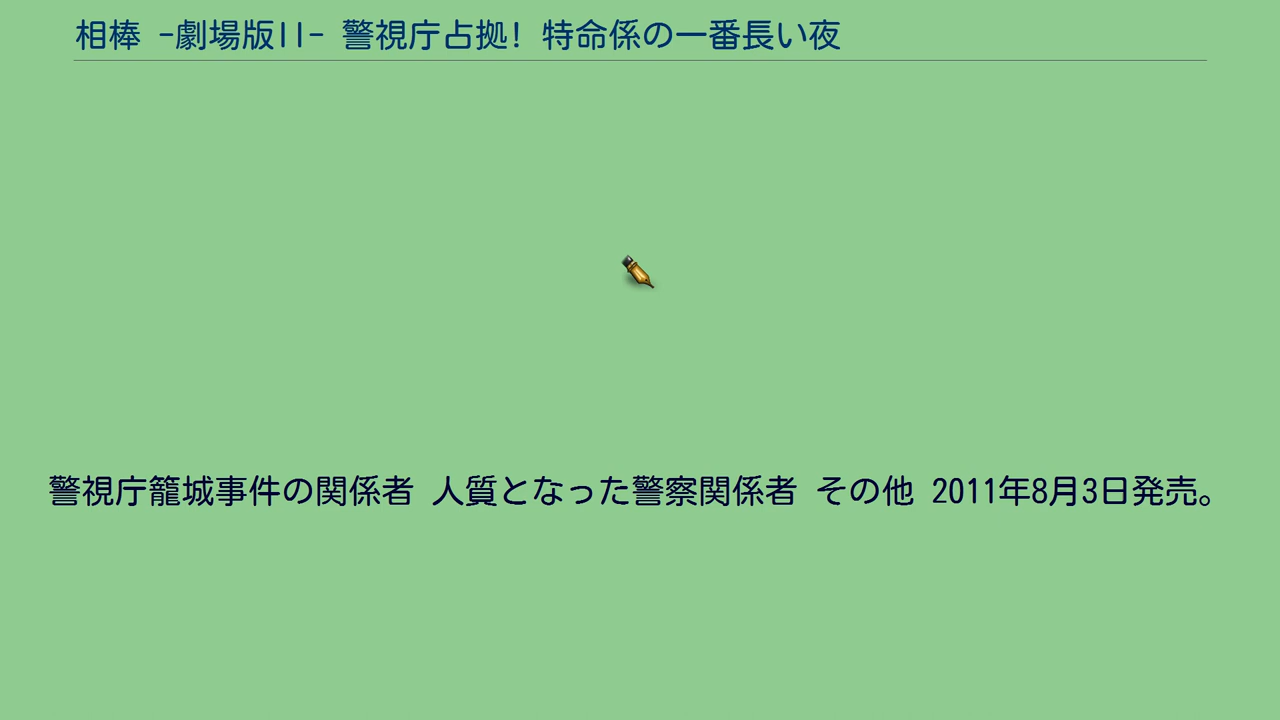 相棒 -劇場版II- 警視庁占拠! 特命係の一番長い夜
警視庁籠城事件の関係者 人質となった警察関係者 その他 2011年8月3日発売。